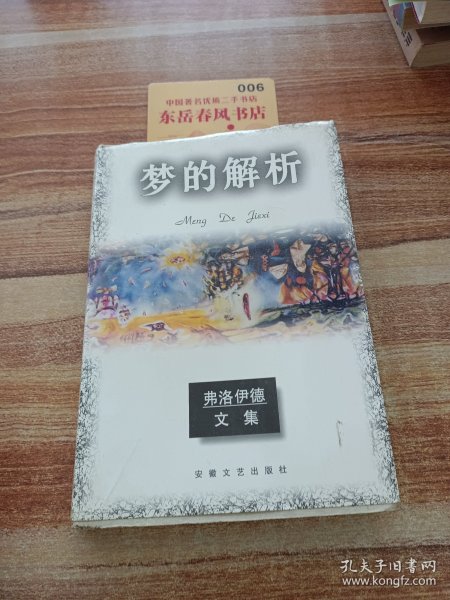 006
中国著名优质二手书店
东岳春风书店
梦的解析
Meng De Jiexi
弗洛伊德
文集
安徽文艺出版社
孔夫子旧书网
www.kongfz.com